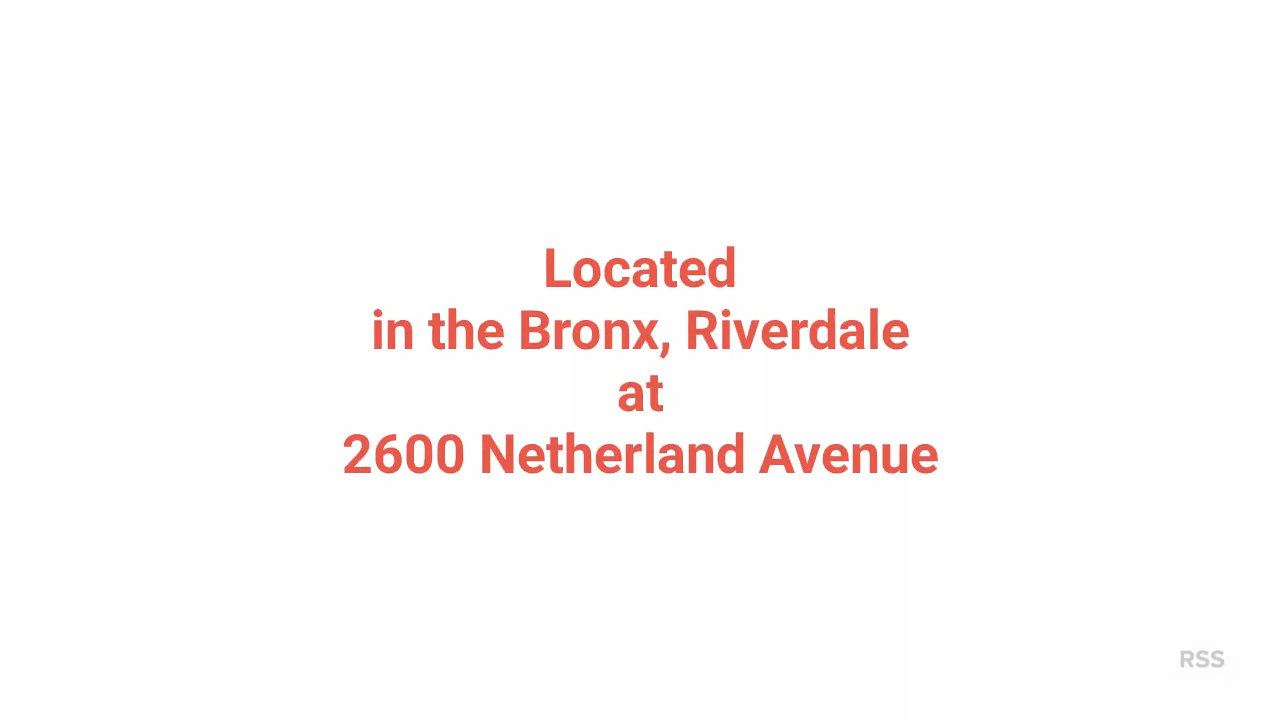 Located
in the Bronx, Riverdale
at
2600 Netherland Avenue
RSS